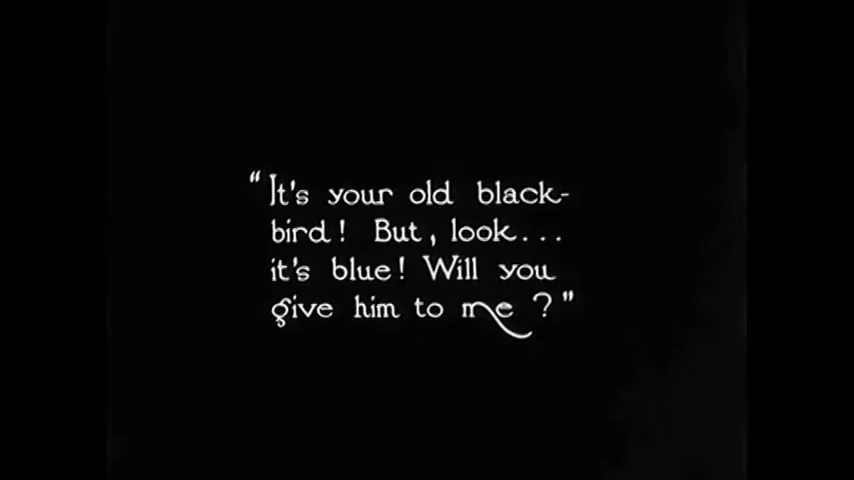 "It's your old black-
bird! But, look...
it's blue! Will you
give him to me?"